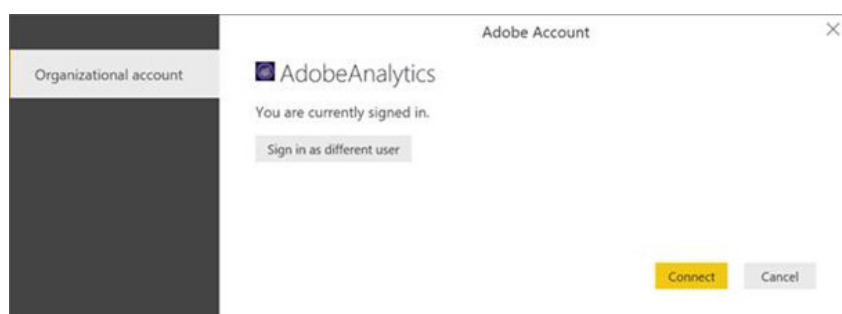 Adobe Account
Organizational account
AdobeAnalytics
You are currently signed in.
Sign in as different user
Connect
Cancel